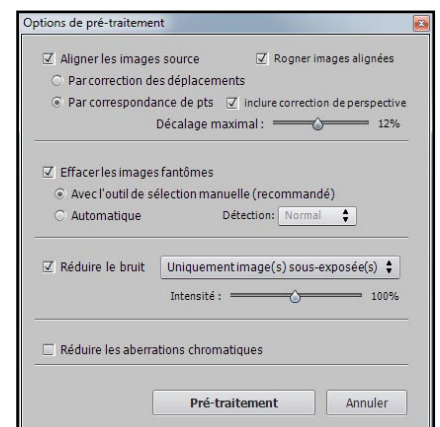 Options de pré-traitement
Aligner les images source Rogner images alignées
Par correction des déplacements
Par correspondance de pts inclure correction de perspective
Décalage maximal : 12%
Effacer les images fantômes
Avec l'outil de sélection manuelle (recommandé)
Automatique Détection: Normal
Réduire le bruit Uniquement image(s) sous-exposée(s)
Intensité : 100%
Réduire les aberrations chromatiques
Pré-traitement Annuler